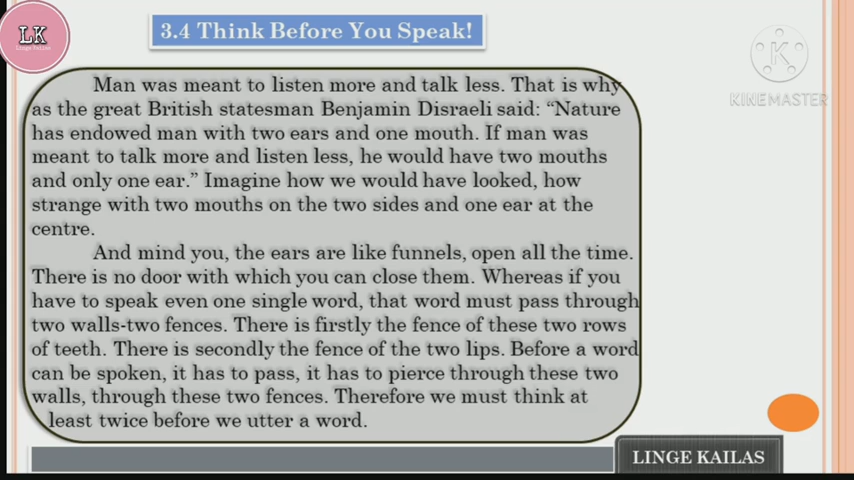 3.4 Think Before You Speak!
LK
Linge Kailas
KINEMASTER
Man was meant to listen more and talk less. That is why
as the great British statesman Benjamin Disraeli said: “Nature
has endowed man with two ears and one mouth. If man was
meant to talk more and listen less, he would have two mouths
and only one ear.” Imagine how we would have looked, how
strange with two mouths on the two sides and one ear at the
centre.
And mind you, the ears are like funnels, open all the time.
There is no door with which you can close them. Whereas if you
have to speak even one single word, that word must pass through
two walls-two fences. There is firstly the fence of these two rows
of teeth. There is secondly the fence of the two lips. Before a word
can be spoken, it has to pass, it has to pierce through these two
walls, through these two fences. Therefore we must think at
least twice before we utter a word.
LINGE KAILAS